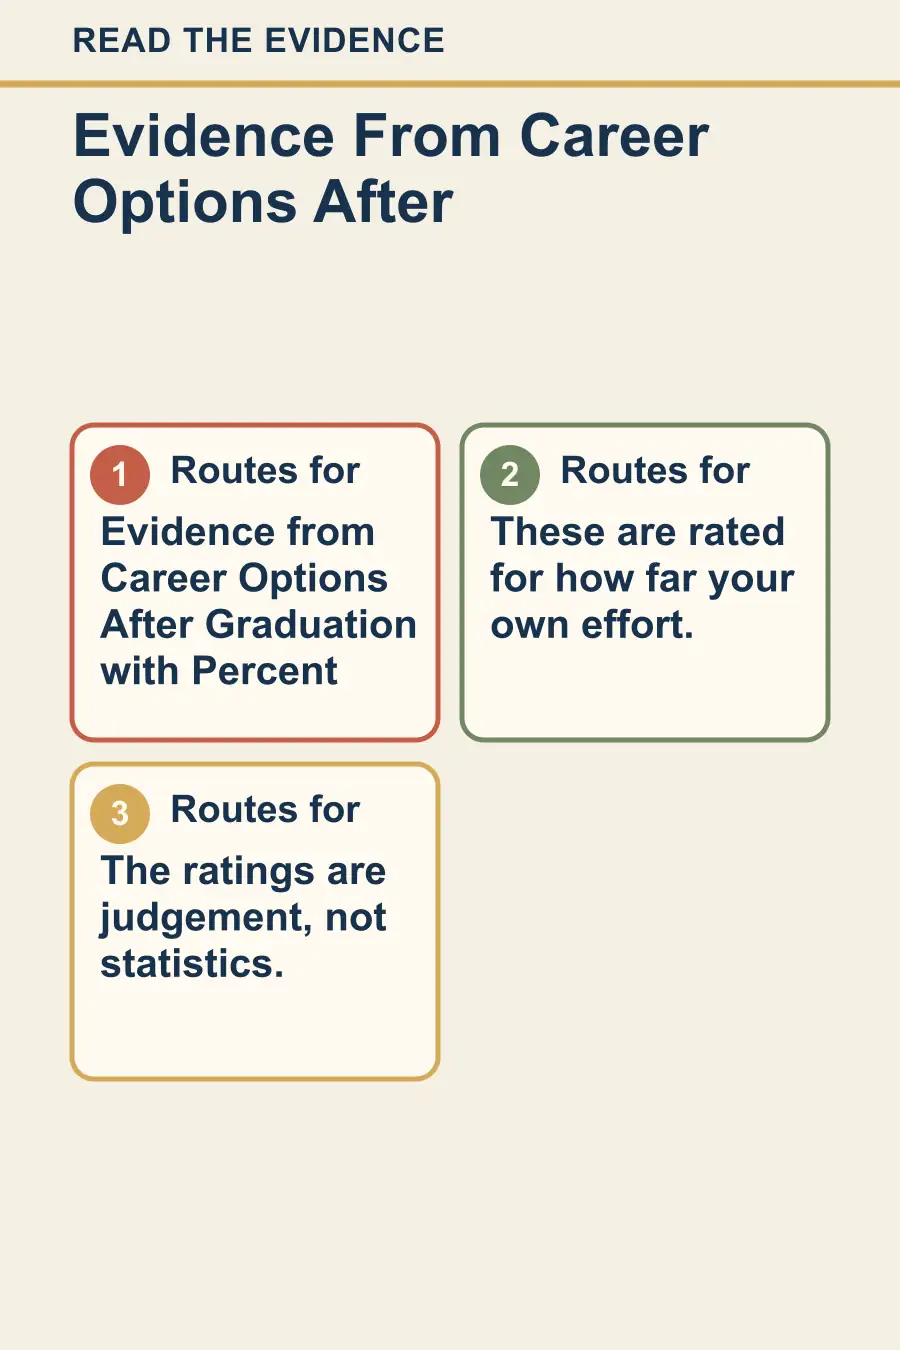 READ THE EVIDENCE
Evidence From Career
Options After
1 Routes for
Evidence from
Career Options
After Graduation
with Percent
2 Routes for
These are rated
for how far your
own effort.
3 Routes for
The ratings are
judgement, not
statistics.